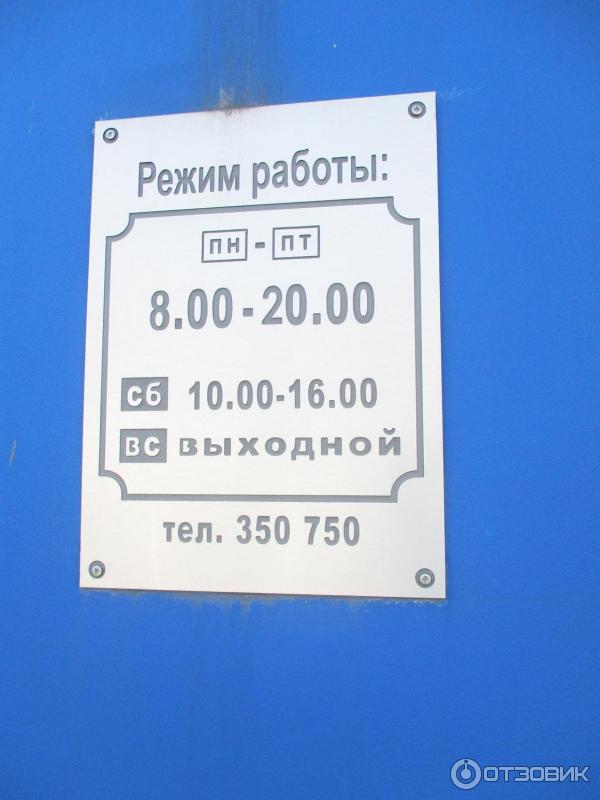 Режим работы:
пн - пт
8.00 - 20.00
сб 10.00-16.00
вс выходной
тел. 350 750
ОТЗОВИК